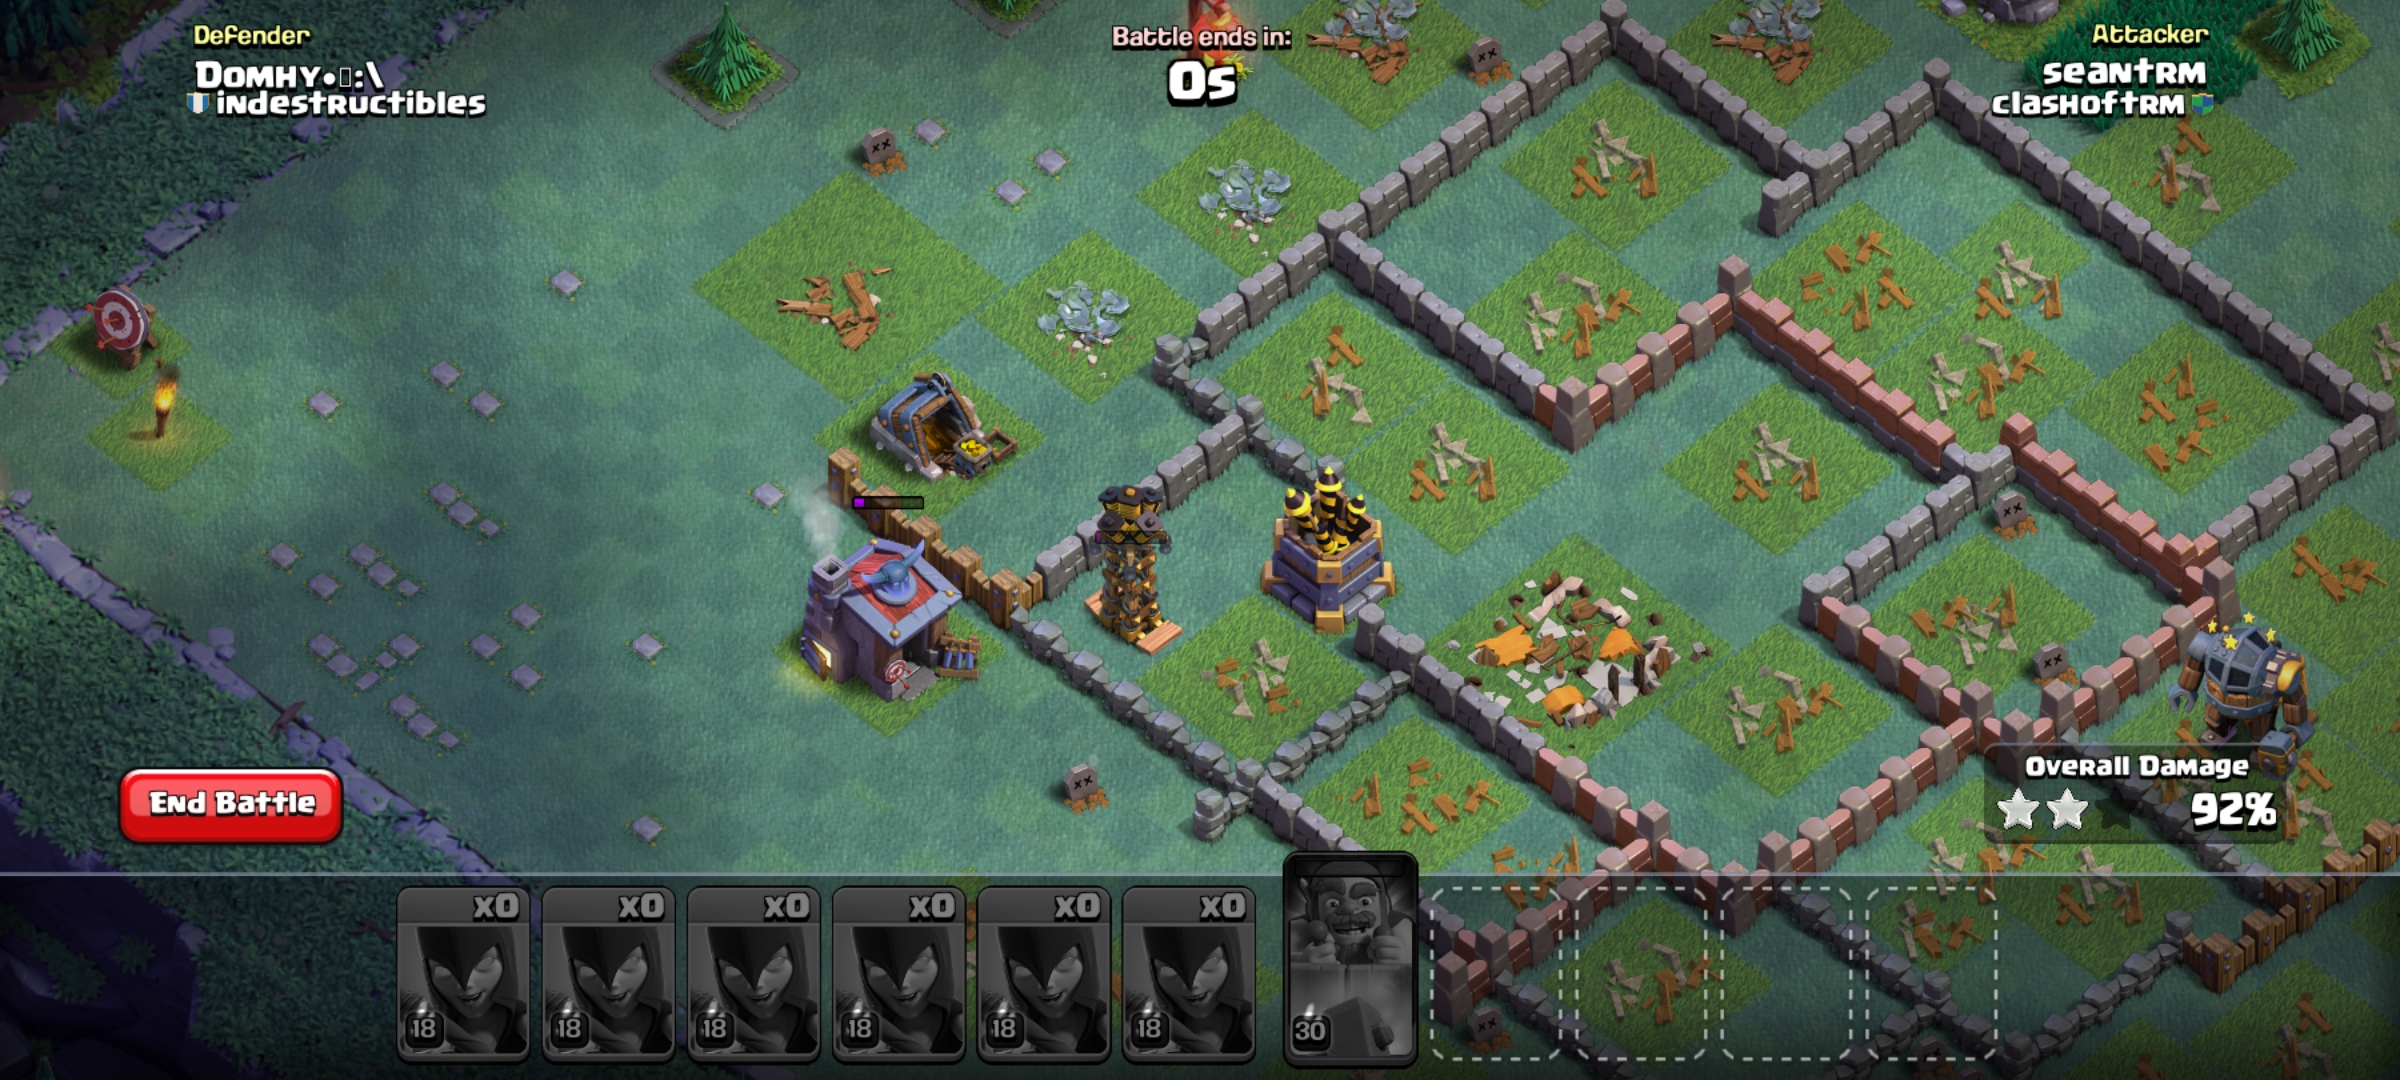 Defender
Domhy•▯:\
indestructibles
Battle ends in:
0s
Attacker
seantrm
clashoftrm
End Battle
Overall Damage
92%
x0
x0
x0
x0
x0
x0
18
18
18
18
18
18
30